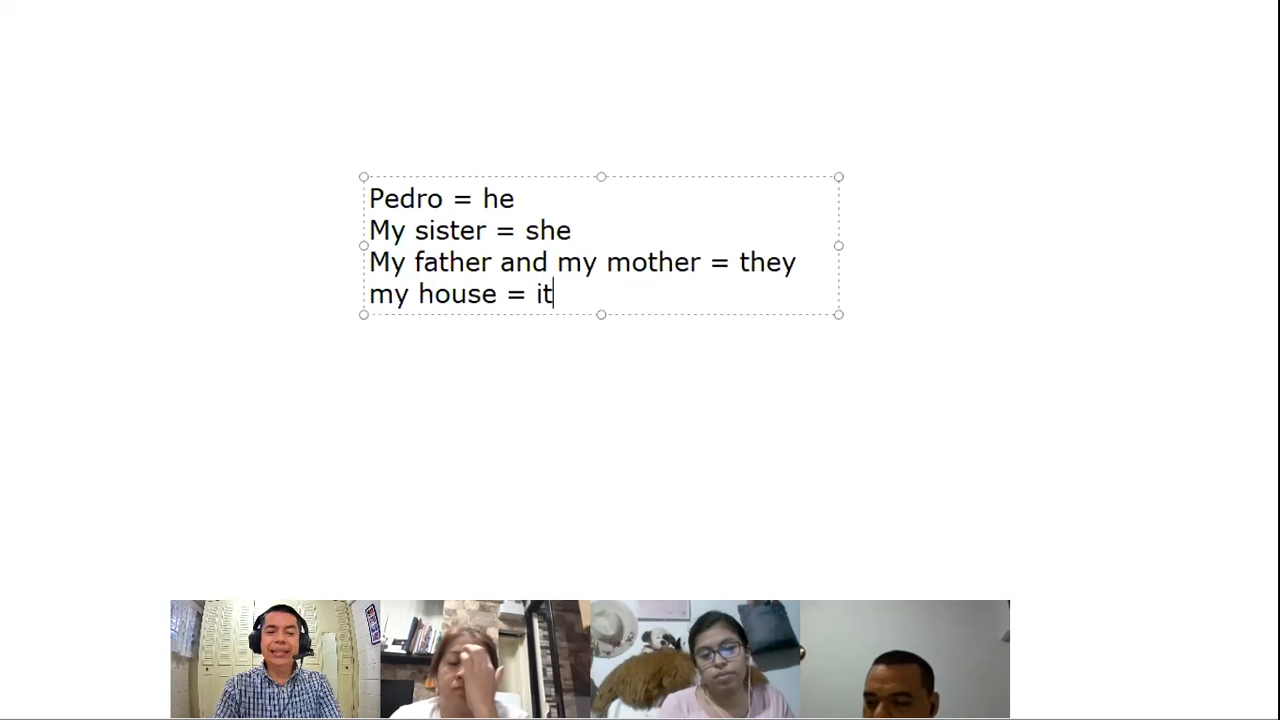 Pedro = he
My sister = she
My father and my mother = they
my house = it